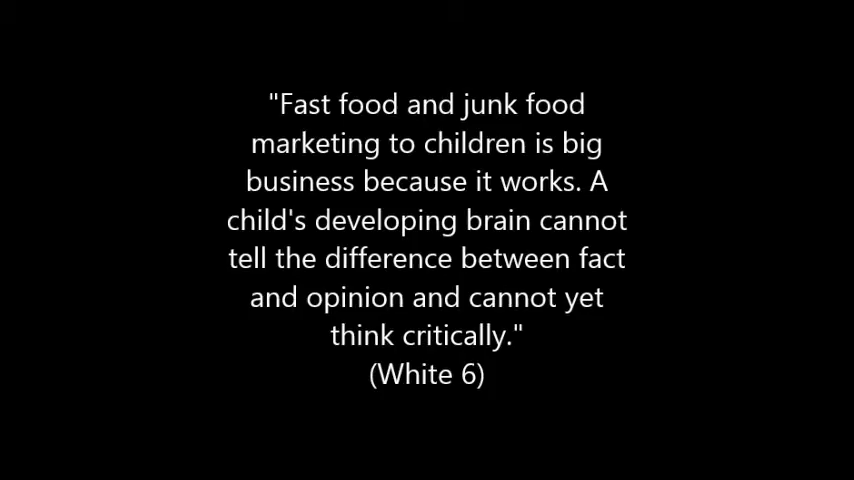 "Fast food and junk food
marketing to children is big
business because it works. A
child's developing brain cannot
tell the difference between fact
and opinion and cannot yet
think critically."
(White 6)